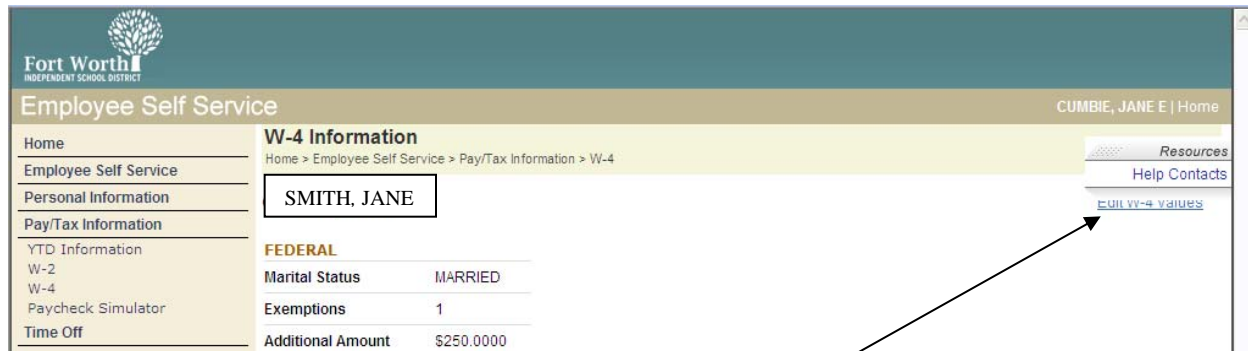 Fort Worth
INDEPENDENT SCHOOL DISTRICT
Employee Self Service
CUMBIE, JANE E | Home
Home
Employee Self Service
Personal Information
Pay/Tax Information
YTD Information
W-2
W-4
Paycheck Simulator
Time Off
W-4 Information
Home > Employee Self Service > Pay/Tax Information > W-4
Resources
Help Contacts
SMITH, JANE
Edit W-4 Values
FEDERAL
Marital Status MARRIED
Exemptions 1
Additional Amount $250.0000